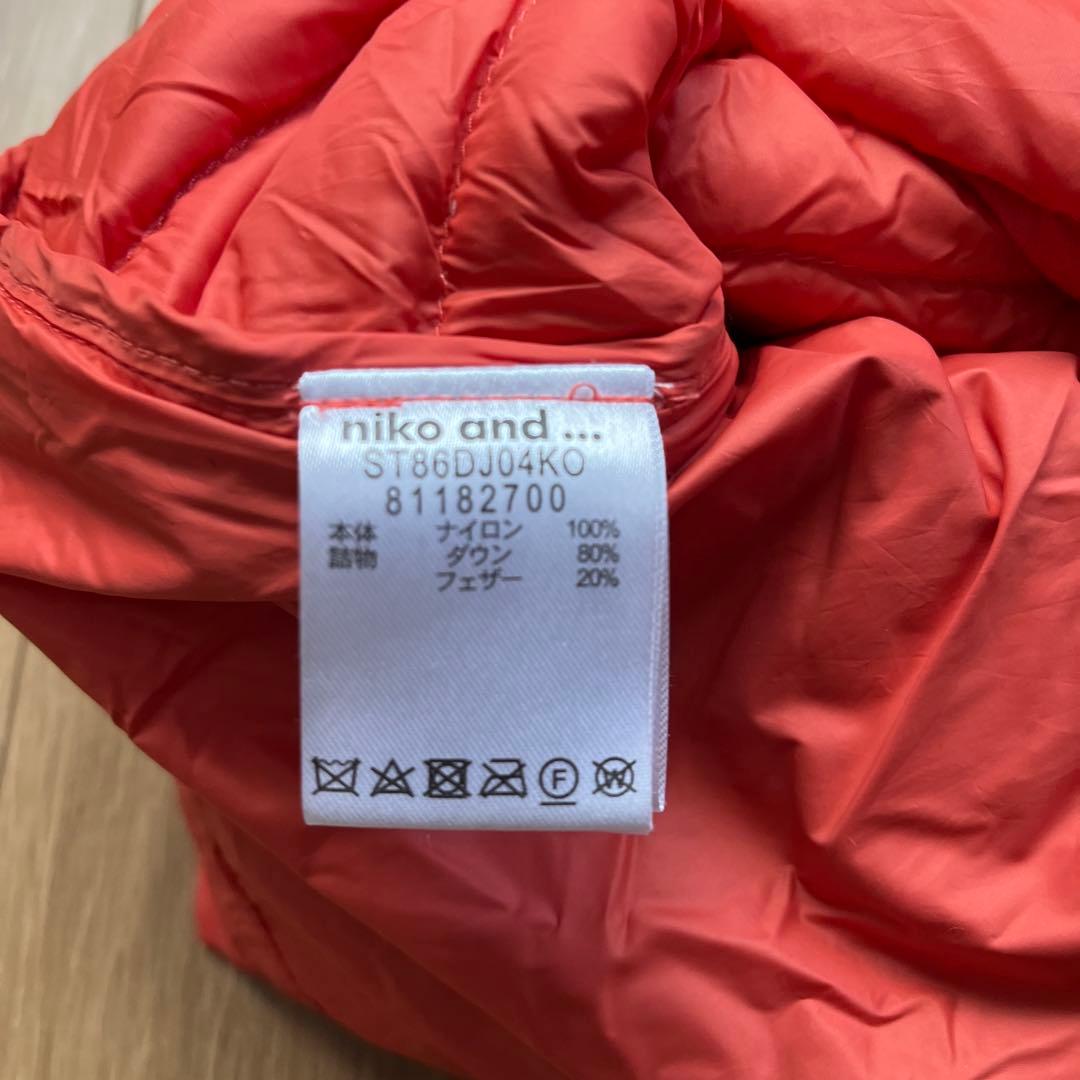 niko and ...
ST86DJ04KO
81182700
本体 ナイロン 100%
詰物 ダウン 80%
フェザー 20%
F W